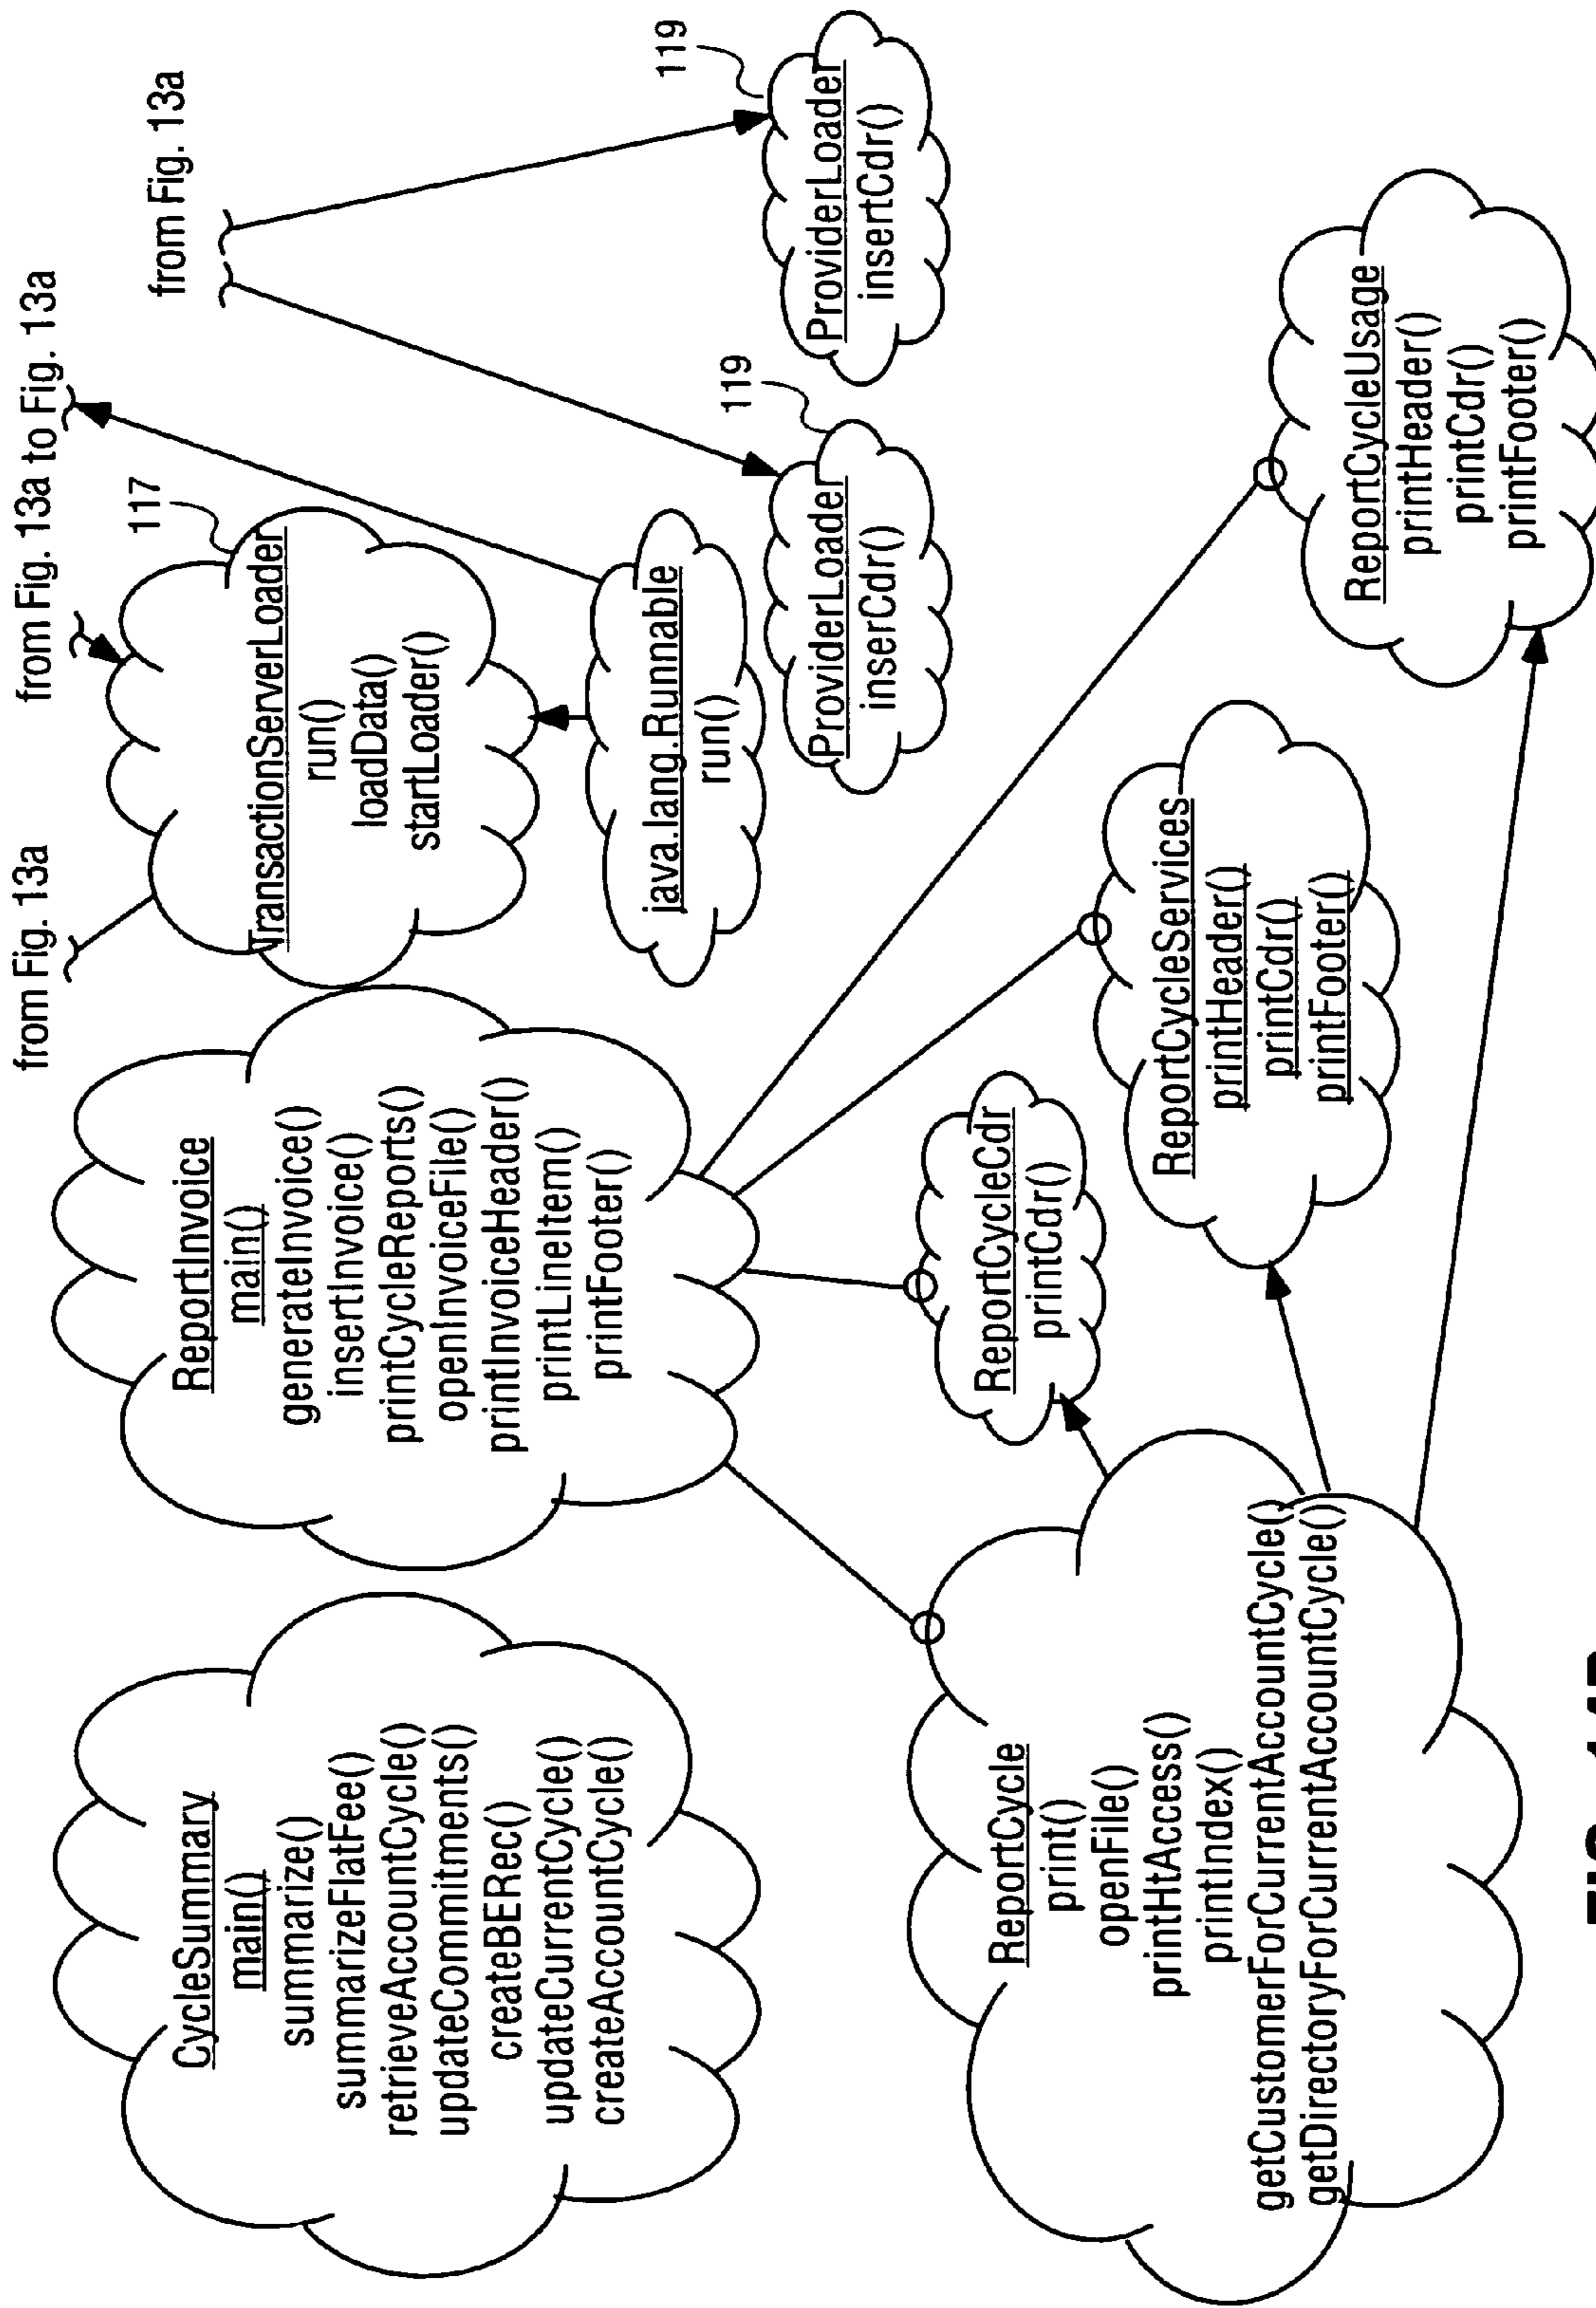 CycleSummary
main()
summarize()
summarizeFlatFee()
retrieveAccountCycle()
updateCommitments()
createBERec()
updateCurrentCycle()
createAccountCycle()
ReportInvoice
main()
generateInvoice()
insertInvoice()
printCycleReports()
openInvoiceFile()
printInvoiceHeader()
printLineItem()
printFooter()
from Fig. 13a
from Fig. 13a to Fig. 13a
117
TransactionServerLoader
run()
loadData()
startLoader()
java.lang.Runnable
run()
from Fig. 13a
119
ProviderLoader
inserCdr()
119
ProviderLoader
insertCdr()
ReportCycle
print()
openFile()
printHtAccess()
printIndex()
getCustomerForCurrentAccountCycle()
getDirectoryForCurrentAccountCycle()
ReportCycleCdr
printCdr()
ReportCycleServices
printHeader()
printCdr()
printFooter()
ReportCycleUsage
printHeader()
printCdr()
printFooter()